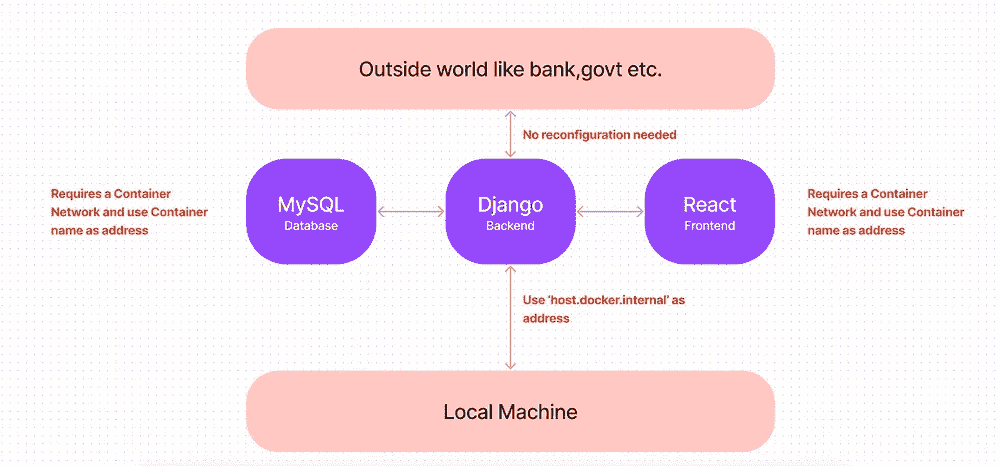 Outside world like bank,govt etc.
No reconfiguration needed
Requires a Container
Network and use Container
name as address
MySQL
Database
Django
Backend
React
Frontend
Requires a Container
Network and use Container
name as address
Use ‘host.docker.internal’ as
address
Local Machine